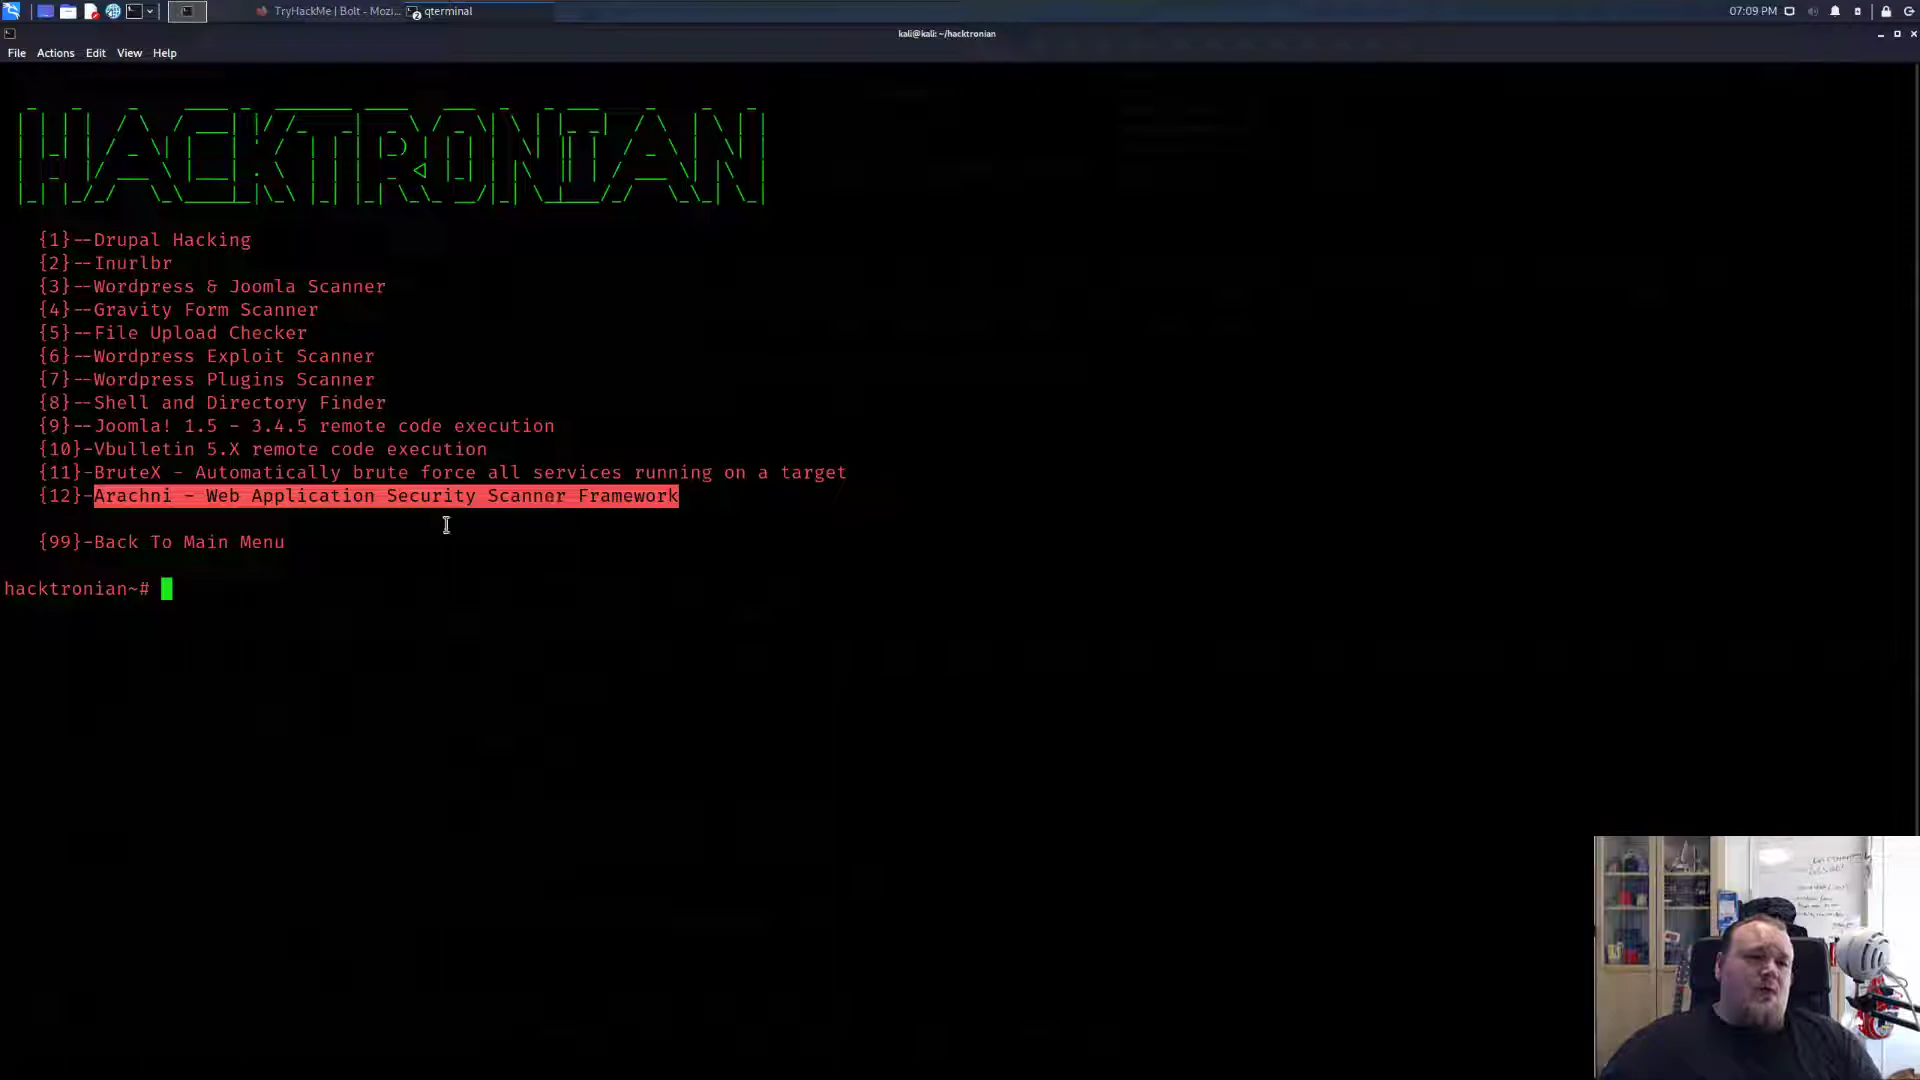 TryHackMe | Bolt - Mozi...
qterminal
07:09 PM
kali@kali: ~/hacktronian
File Actions Edit View Help
HACKTRONIAN
{1}--Drupal Hacking
{2}--Inurlbr
{3}--Wordpress & Joomla Scanner
{4}--Gravity Form Scanner
{5}--File Upload Checker
{6}--Wordpress Exploit Scanner
{7}--Wordpress Plugins Scanner
{8}--Shell and Directory Finder
{9}--Joomla! 1.5 - 3.4.5 remote code execution
{10}-Vbulletin 5.X remote code execution
{11}-BruteX - Automatically brute force all services running on a target
{12}-Arachni - Web Application Security Scanner Framework
{99}-Back To Main Menu
hacktronian~#